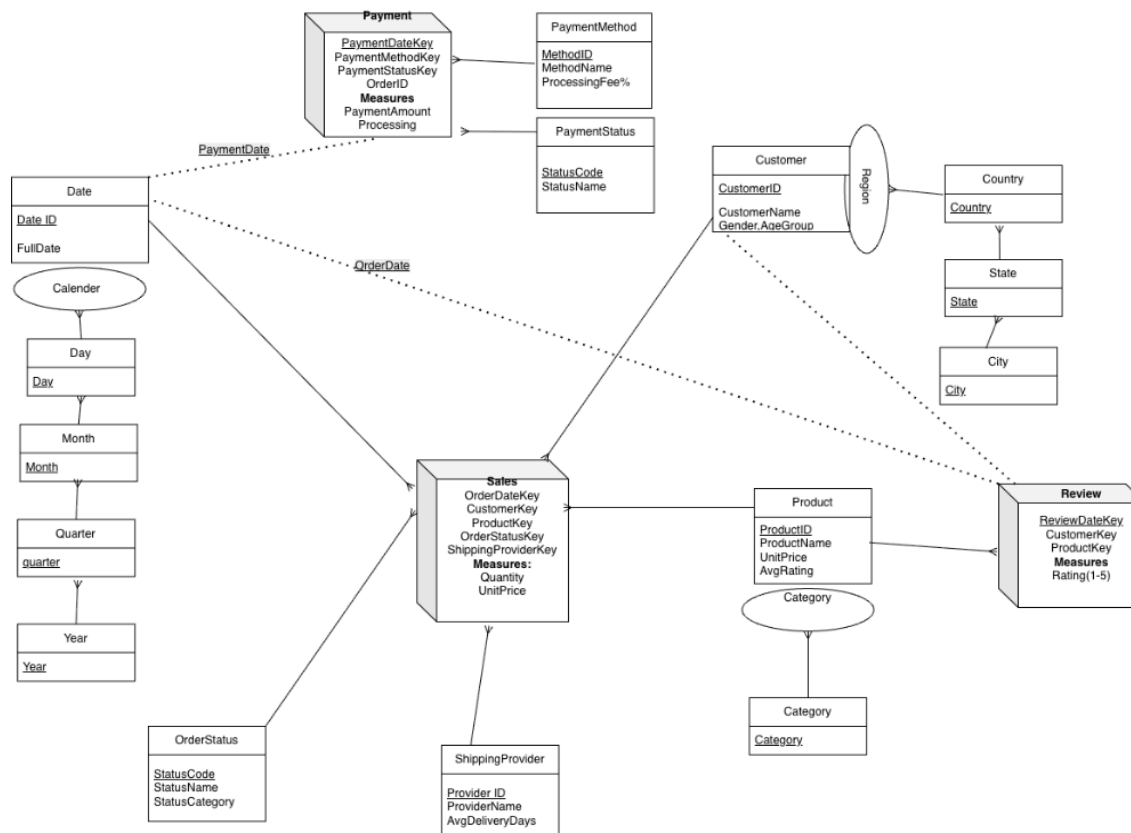 Payment
PaymentDateKey
PaymentMethodKey
PaymentStatusKey
OrderID
Measures
PaymentAmount
Processing
PaymentMethod
MethodID
MethodName
ProcessingFee%
PaymentStatus
StatusCode
StatusName
PaymentDate
Customer
CustomerID
CustomerName
Gender,AgeGroup
Region
Country
Country
State
State
City
City
Date
Date ID
FullDate
OrderDate
Calender
Day
Day
Month
Month
Quarter
quarter
Year
Year
Sales
OrderDateKey
CustomerKey
ProductKey
OrderStatusKey
ShippingProviderKey
Measures:
Quantity
UnitPrice
Product
ProductID
ProductName
UnitPrice
AvgRating
Category
Category
Category
Review
ReviewDateKey
CustomerKey
ProductKey
Measures
Rating(1-5)
OrderStatus
StatusCode
StatusName
StatusCategory
ShippingProvider
Provider ID
ProviderName
AvgDeliveryDays